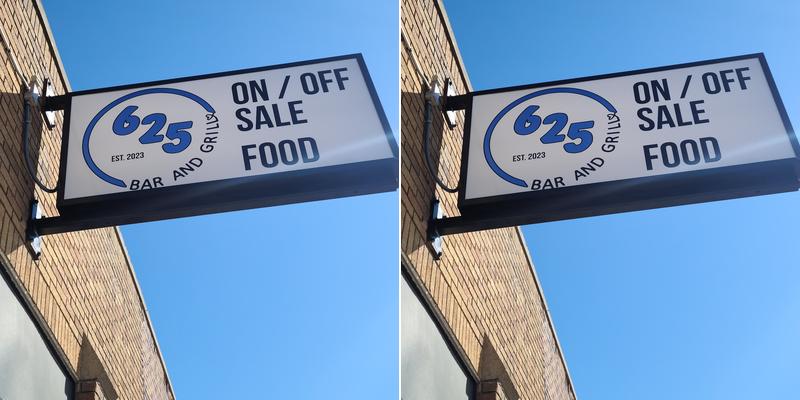 625
EST. 2023
BAR AND GRILL
ON / OFF
SALE
FOOD
625
EST. 2023
BAR AND GRILL
ON / OFF
SALE
FOOD